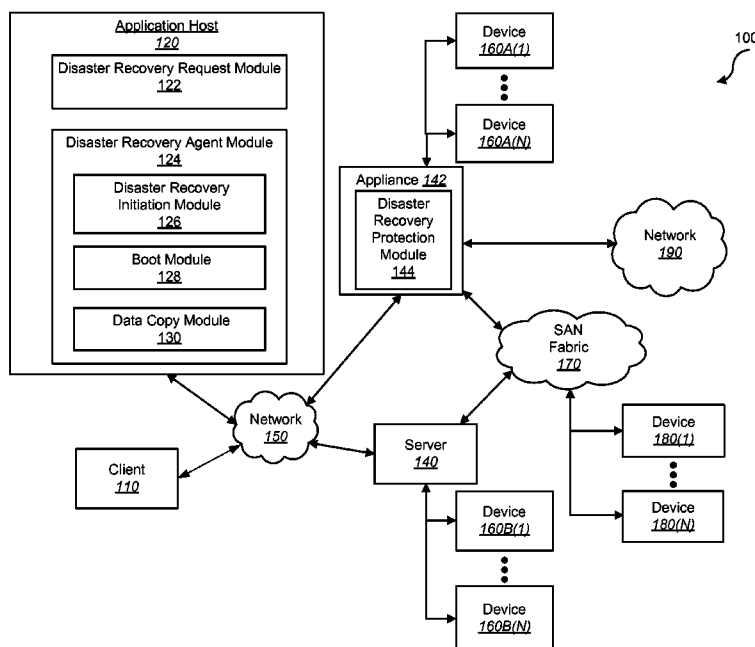 Application Host
120
Disaster Recovery Request Module
122
Disaster Recovery Agent Module
124
Disaster Recovery
Initiation Module
126
Boot Module
128
Data Copy Module
130
Device
160A(1)
Device
160A(N)
100
Appliance 142
Disaster
Recovery
Protection
Module
144
Network
190
SAN
Fabric
170
Network
150
Server
140
Client
110
Device
180(1)
Device
180(N)
Device
160B(1)
Device
160B(N)